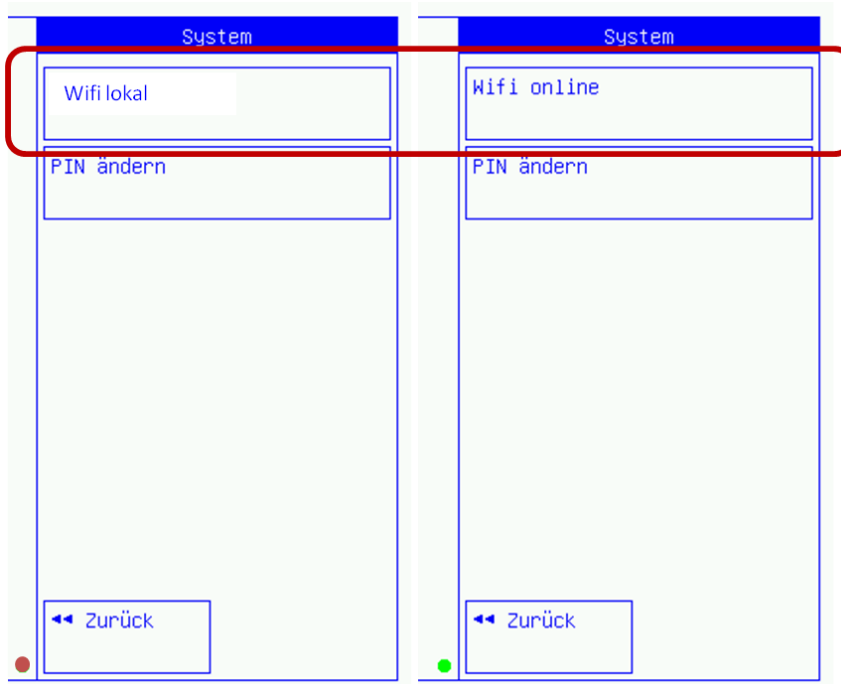 System
Wifi lokal
PIN ändern
◄◄ Zurück
System
Wifi online
PIN ändern
◄◄ Zurück